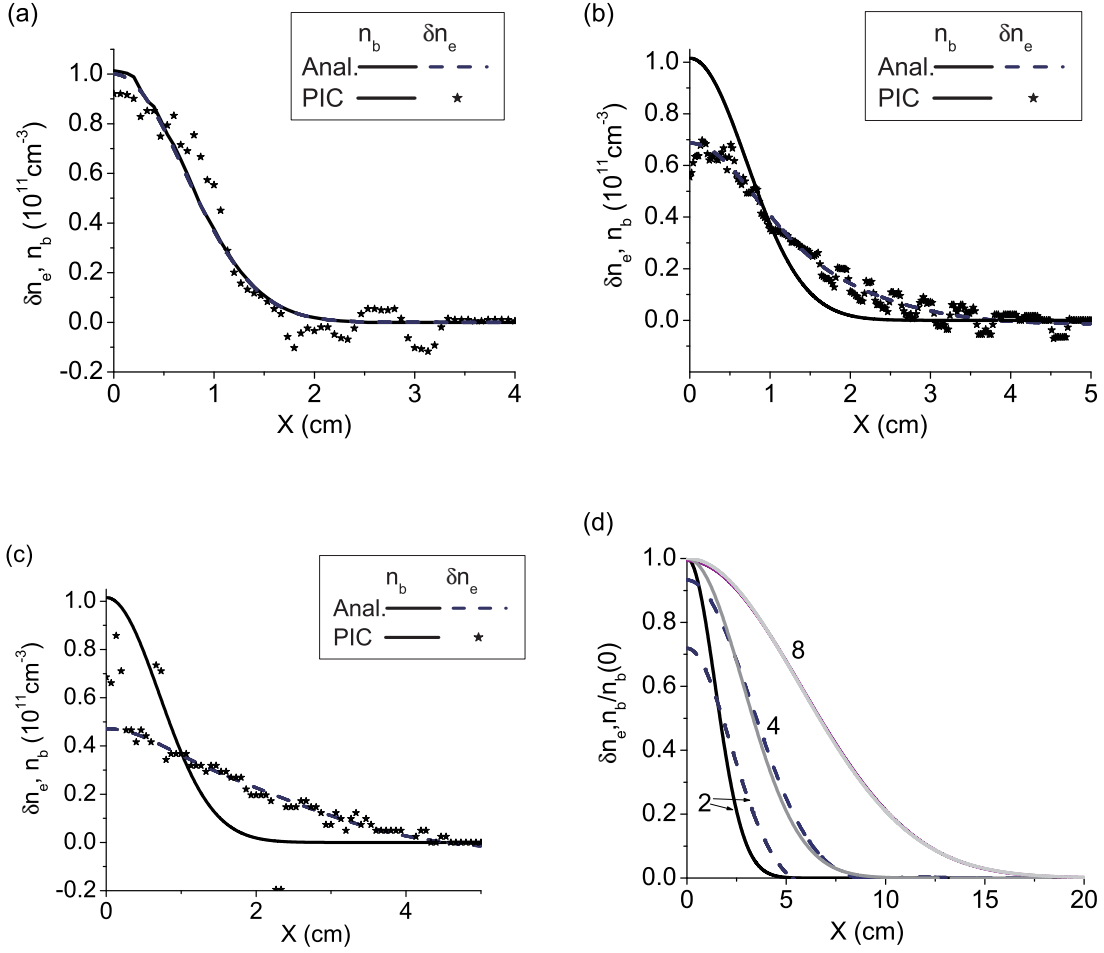 (a)
n_b δn_e
Anal.
PIC
δn_e, n_b (10^11cm^-3)
1.0
0.8
0.6
0.4
0.2
0.0
-0.2
0 1 2 3 4
X (cm)
(b)
n_b δn_e
Anal.
PIC
δn_e, n_b (10^11cm^-3)
1.0
0.8
0.6
0.4
0.2
0.0
0 1 2 3 4 5
X (cm)
(c)
n_b δn_e
Anal.
PIC
δn_e, n_b (10^11cm^-3)
1.0
0.8
0.6
0.4
0.2
0.0
-0.2
0 2 4
X (cm)
(d)
δn_e,n_b/n_b(0)
1.0
0.8
0.6
0.4
0.2
0.0
8
4
2
0 5 10 15 20
X (cm)